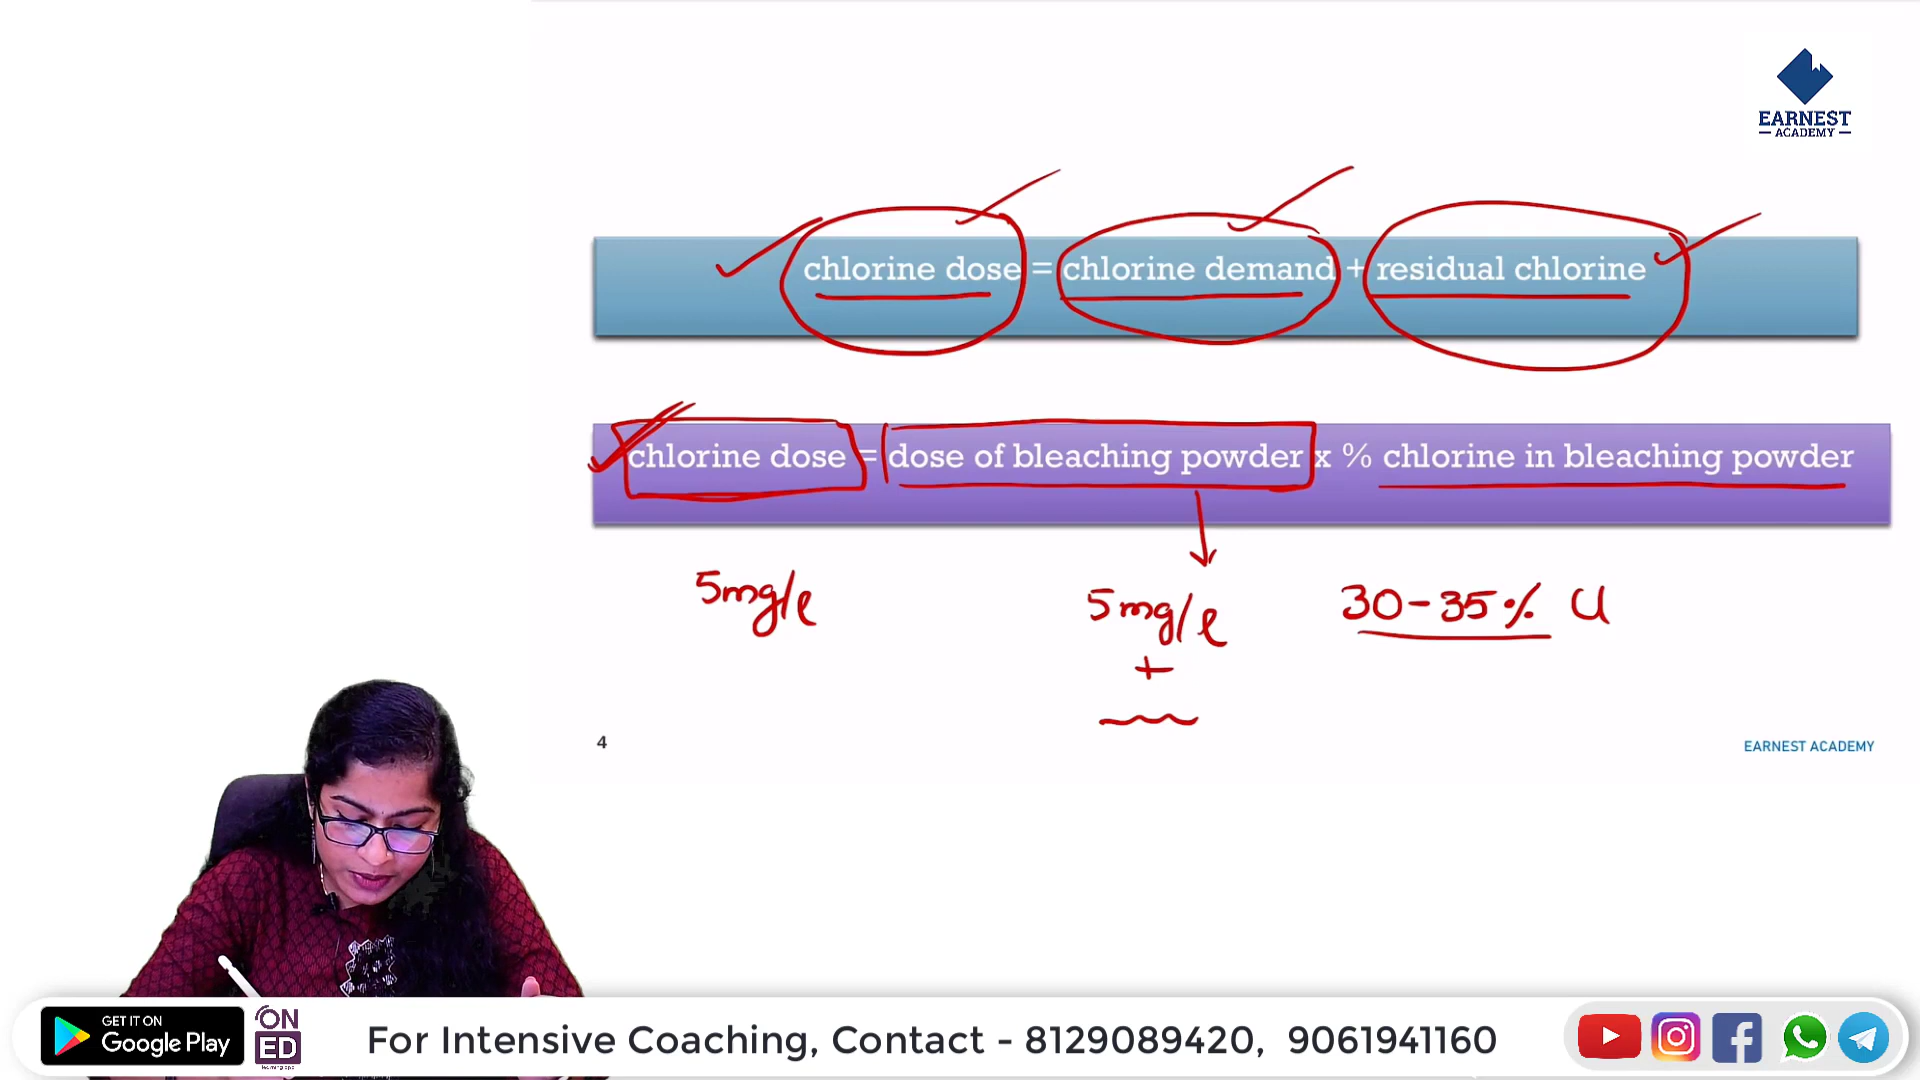 EARNEST
ACADEMY
chlorine dose = chlorine demand + residual chlorine
chlorine dose = dose of bleaching powder x % chlorine in bleaching powder
5mg/l
5mg/l
+
30-35%
4
EARNEST ACADEMY
GET IT ON
Google Play
ON
ED
For Intensive Coaching, Contact - 8129089420, 9061941160